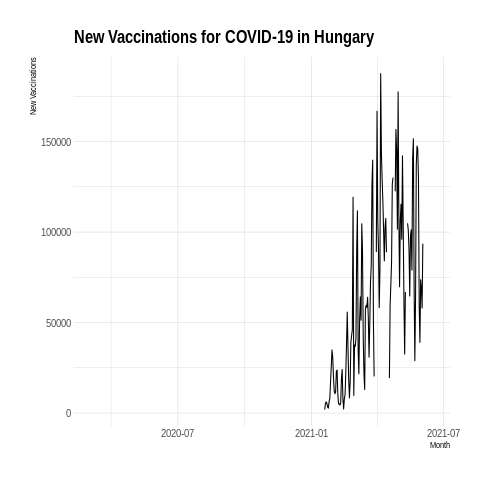 New Vaccinations for COVID-19 in Hungary
New Vaccinations
150000
100000
50000
0
2020-07 2021-01 2021-07
Month